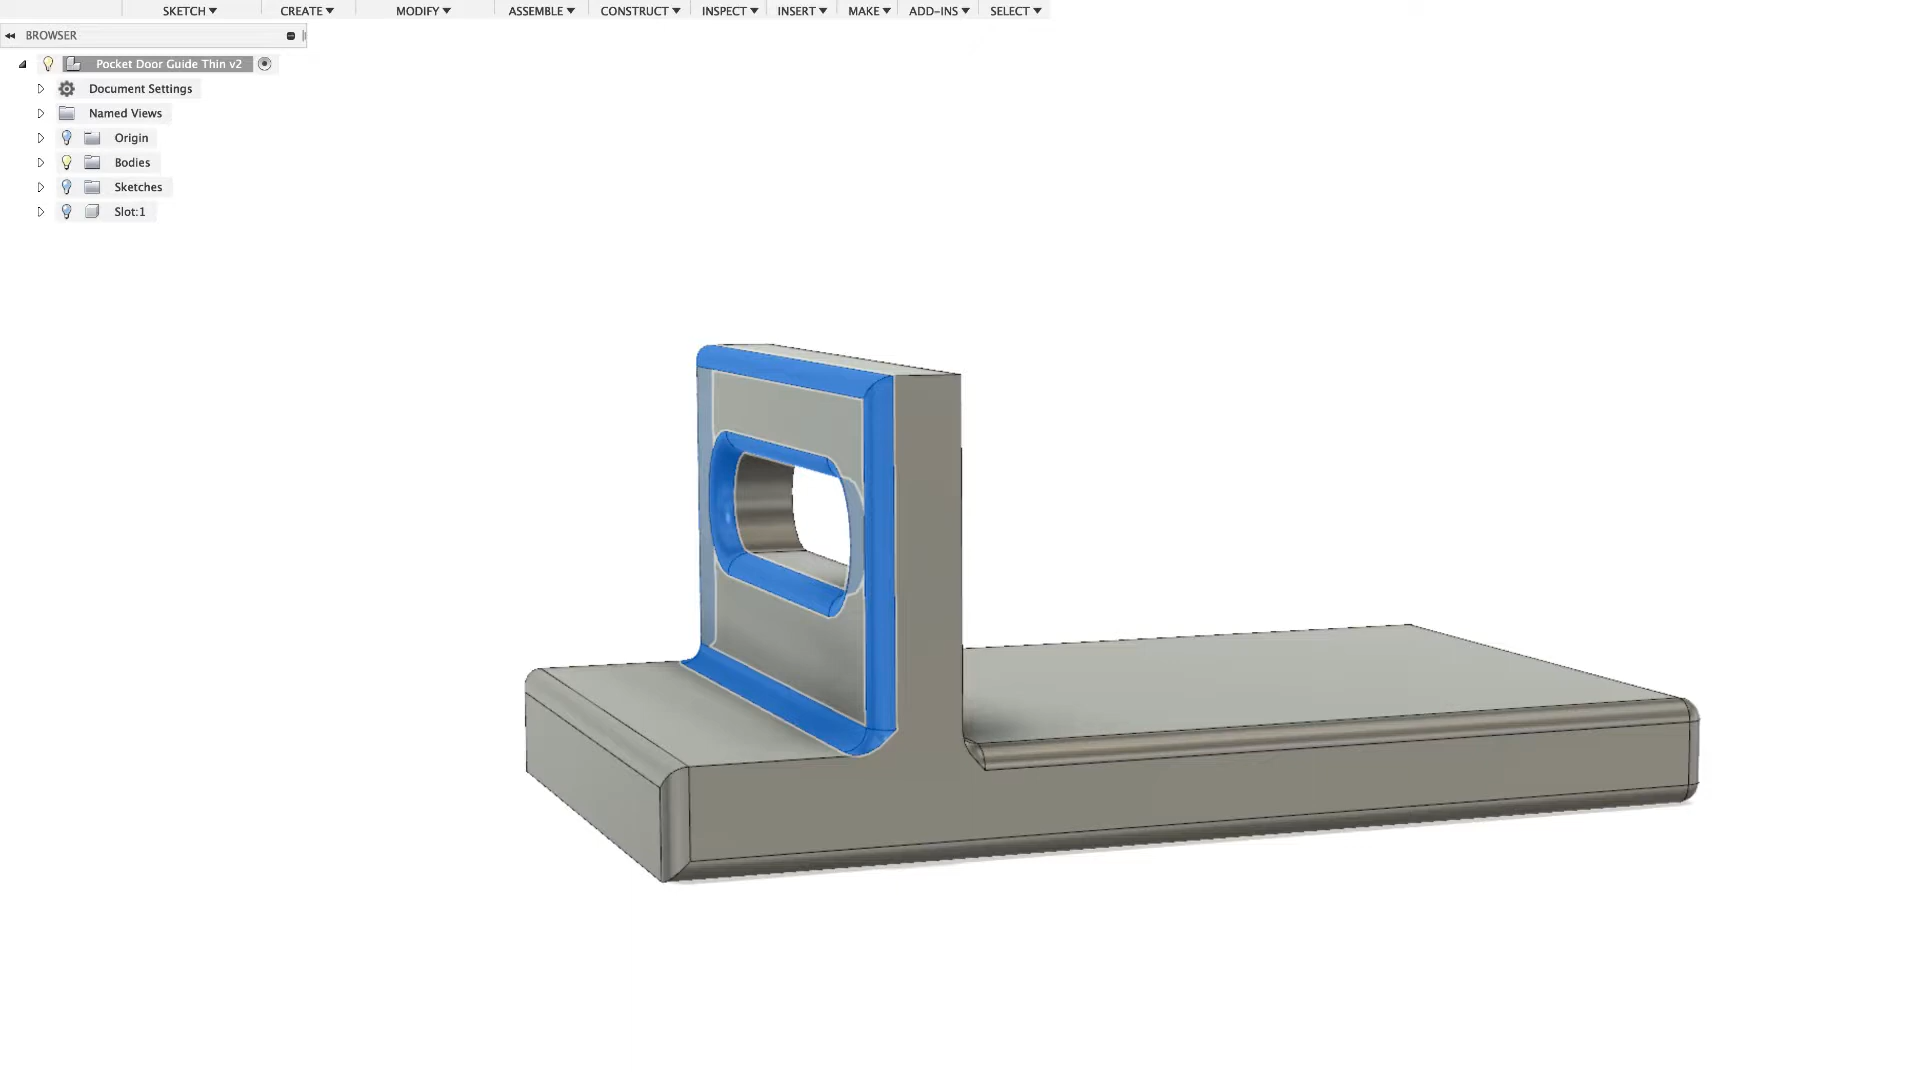 SKETCH CREATE MODIFY ASSEMBLE CONSTRUCT INSPECT INSERT MAKE ADD-INS SELECT
BROWSER
Pocket Door Guide Thin v2
Document Settings
Named Views
Origin
Bodies
Sketches
Slot:1